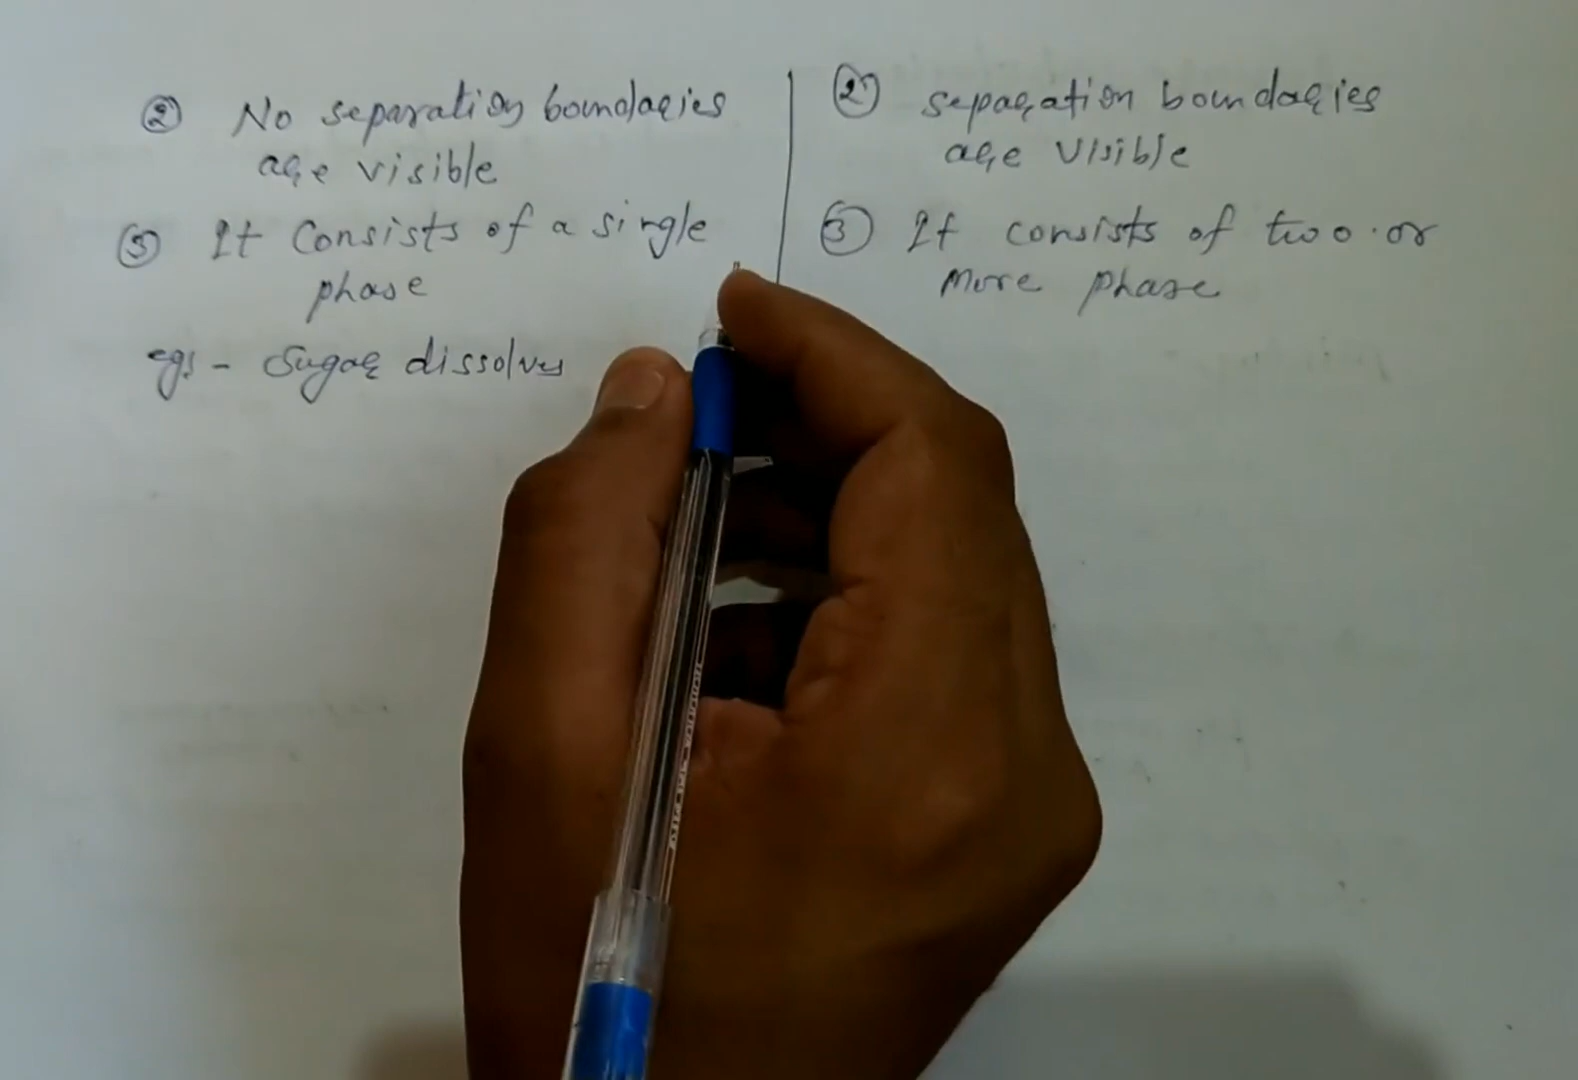 ② No separation boundaries
are visible
③ It Consists of a single
phase
eg:- Sugar dissolves
② separation boundaries
are visible
③ It consists of two or
more phase